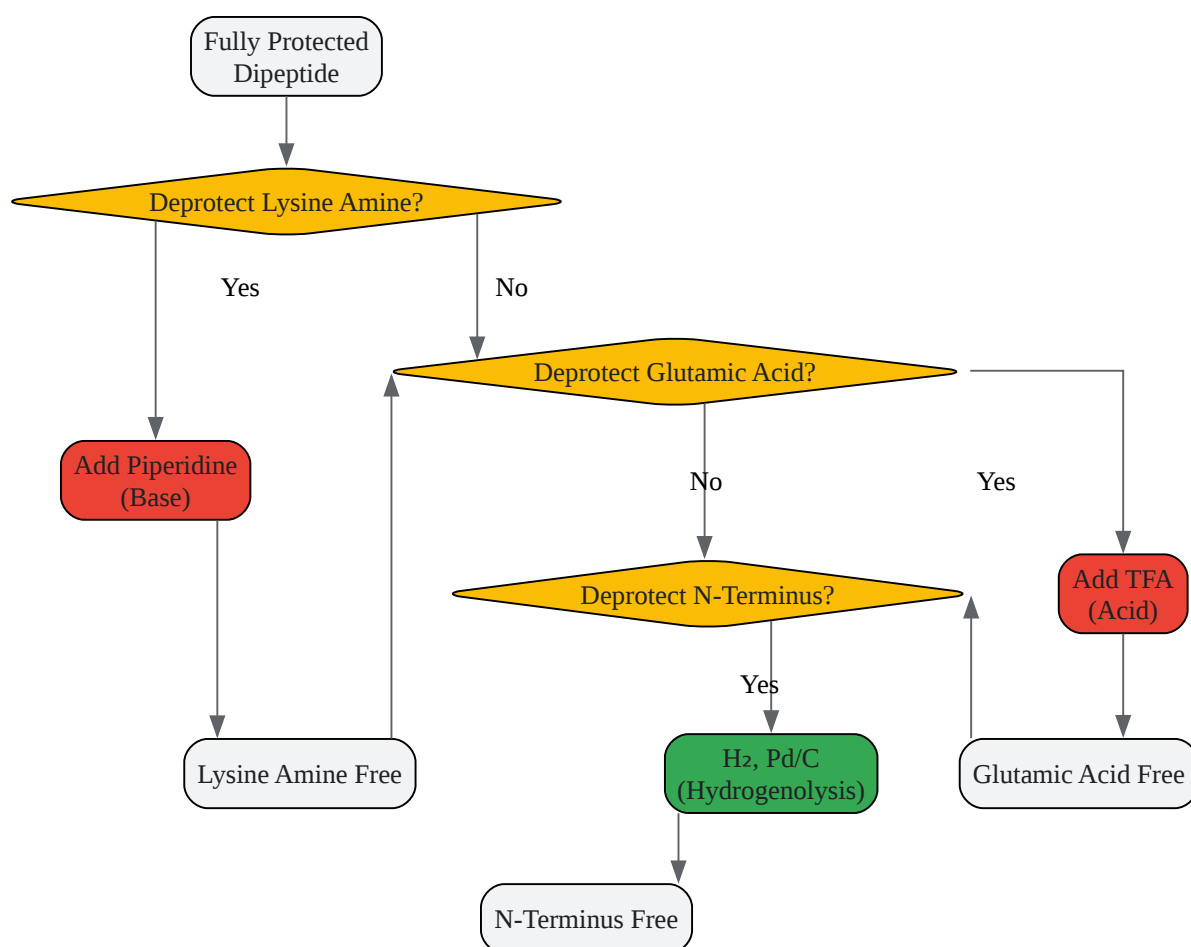 Fully Protected
Dipeptide
Deprotect Lysine Amine?
Yes
No
Deprotect Glutamic Acid?
Add Piperidine
(Base)
No
Yes
Add TFA
(Acid)
Deprotect N-Terminus?
Yes
Lysine Amine Free
H₂, Pd/C
(Hydrogenolysis)
Glutamic Acid Free
N-Terminus Free